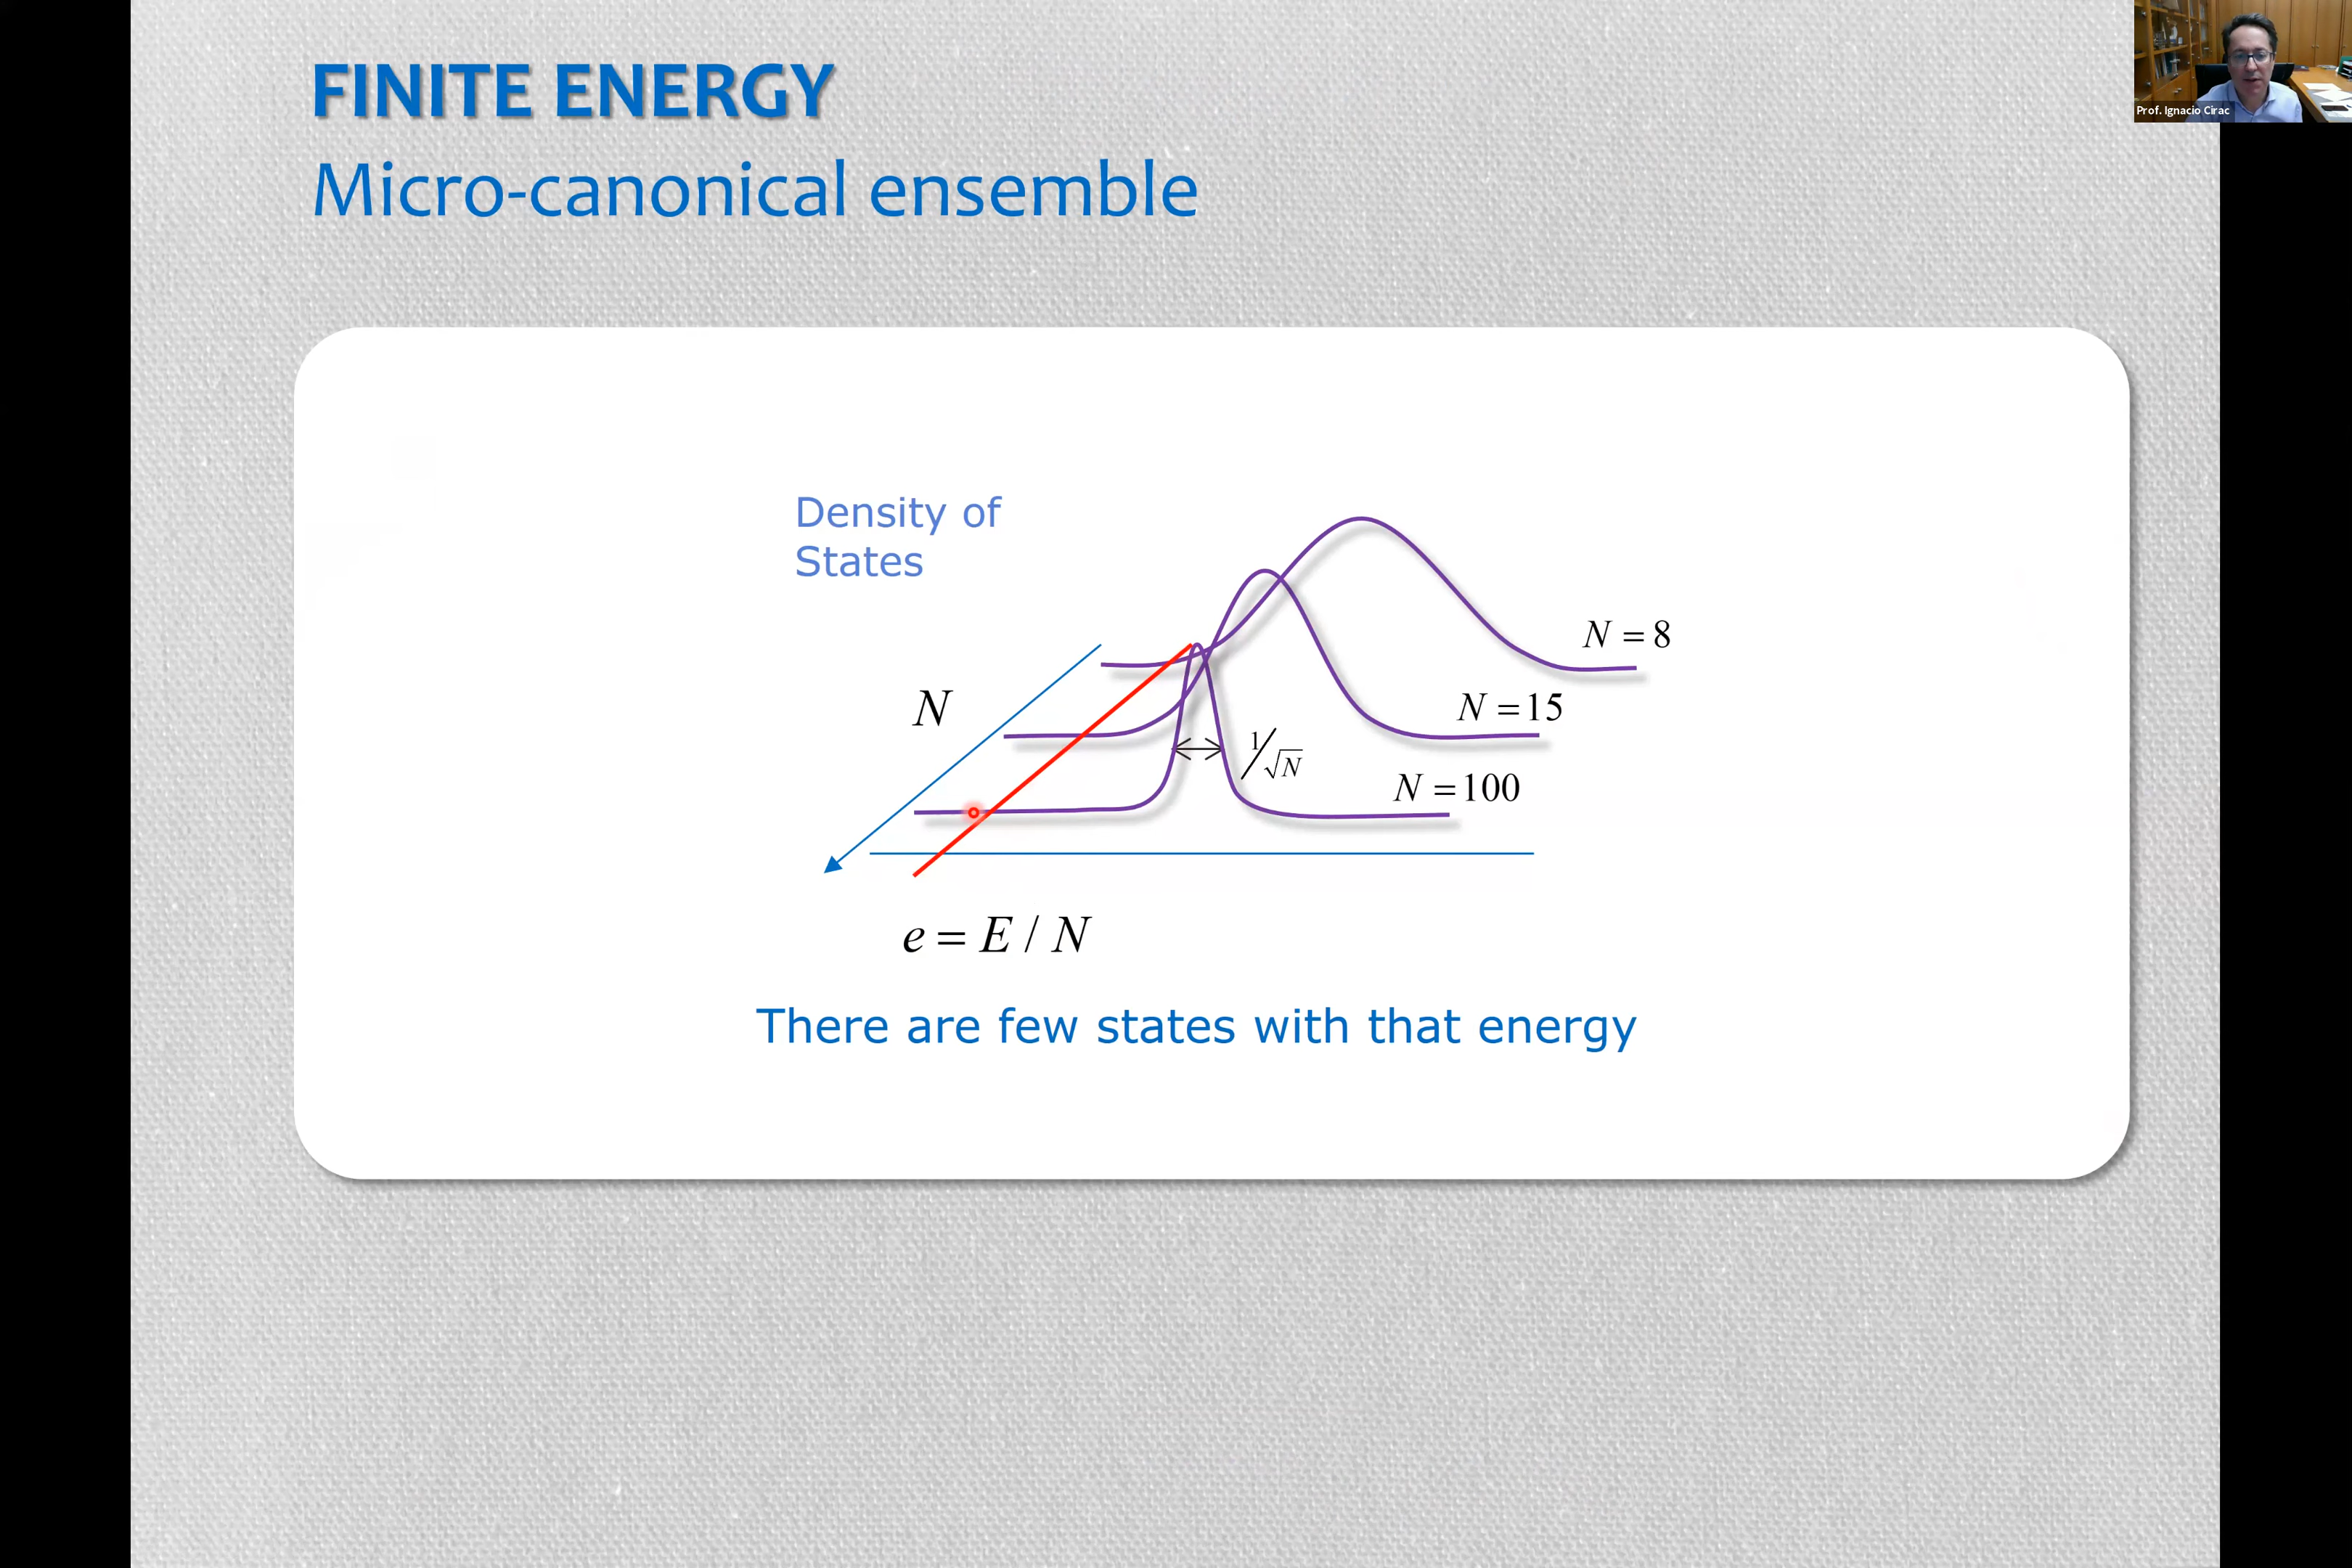 FINITE ENERGY
Micro-canonical ensemble
Prof. Ignacio Cirac
Density of
States
N = 8
N
N = 15
1/√N
N = 100
e = E / N
There are few states with that energy